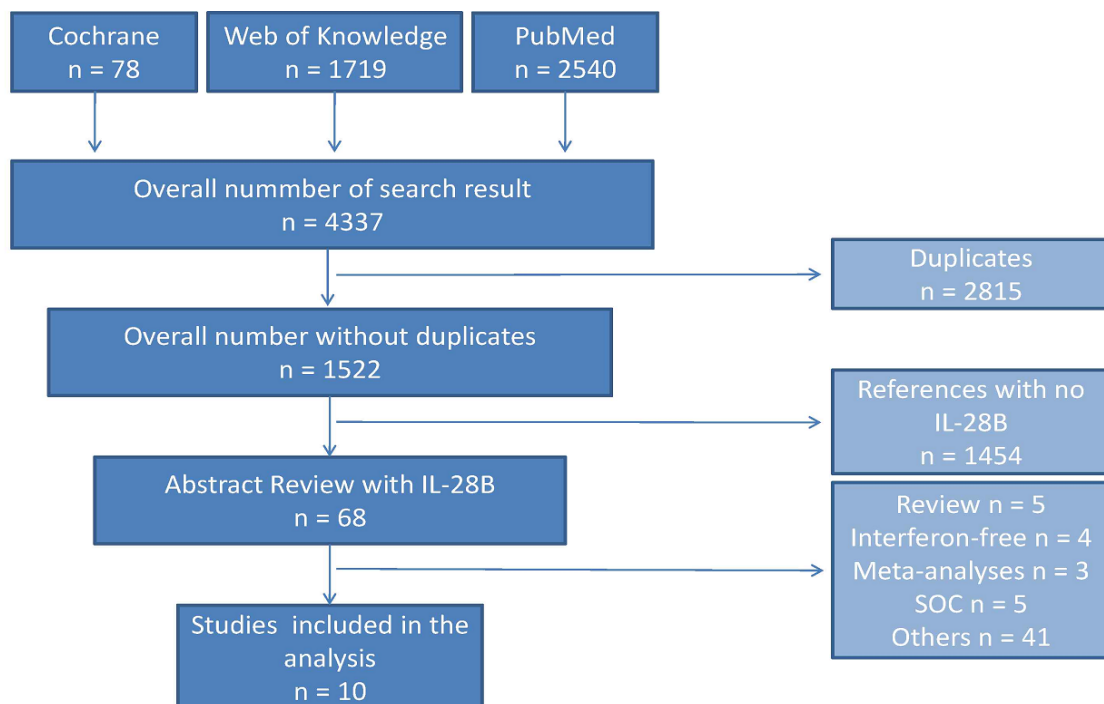 Cochrane
n = 78
Web of Knowledge
n = 1719
PubMed
n = 2540
Overall nummber of search result
n = 4337
Duplicates
n = 2815
Overall number without duplicates
n = 1522
References with no
IL-28B
n = 1454
Abstract Review with IL-28B
n = 68
Review n = 5
Interferon-free n = 4
Meta-analyses n = 3
SOC n = 5
Others n = 41
Studies included in the
analysis
n = 10